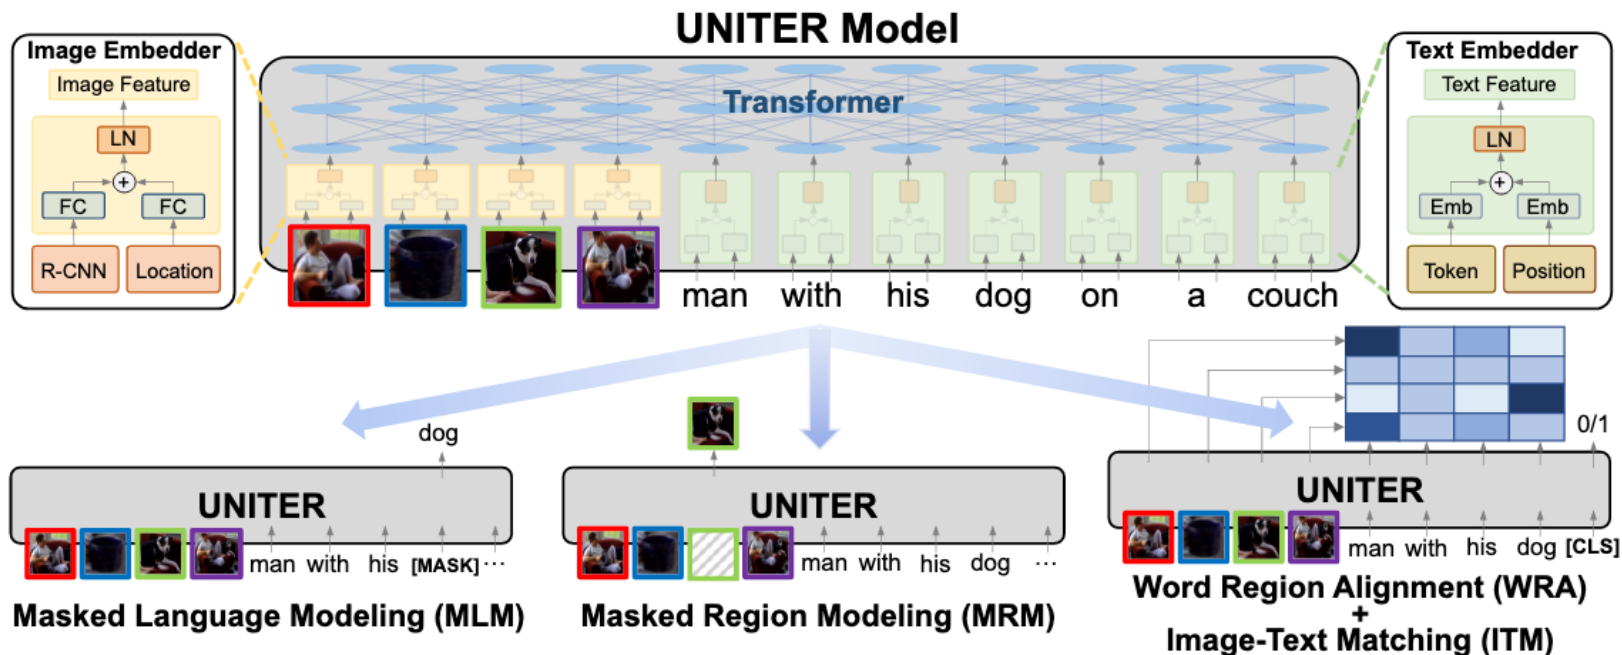 UNITER Model
Image Embedder
Image Feature
LN
+
FC
FC
R-CNN
Location
Transformer
Text Embedder
Text Feature
LN
+
Emb
Emb
Token
Position
man with his dog on a couch
dog
UNITER
man with his [MASK] ...
Masked Language Modeling (MLM)
UNITER
man with his dog ...
Masked Region Modeling (MRM)
0/1
UNITER
man with his dog [CLS]
Word Region Alignment (WRA)
+
Image-Text Matching (ITM)